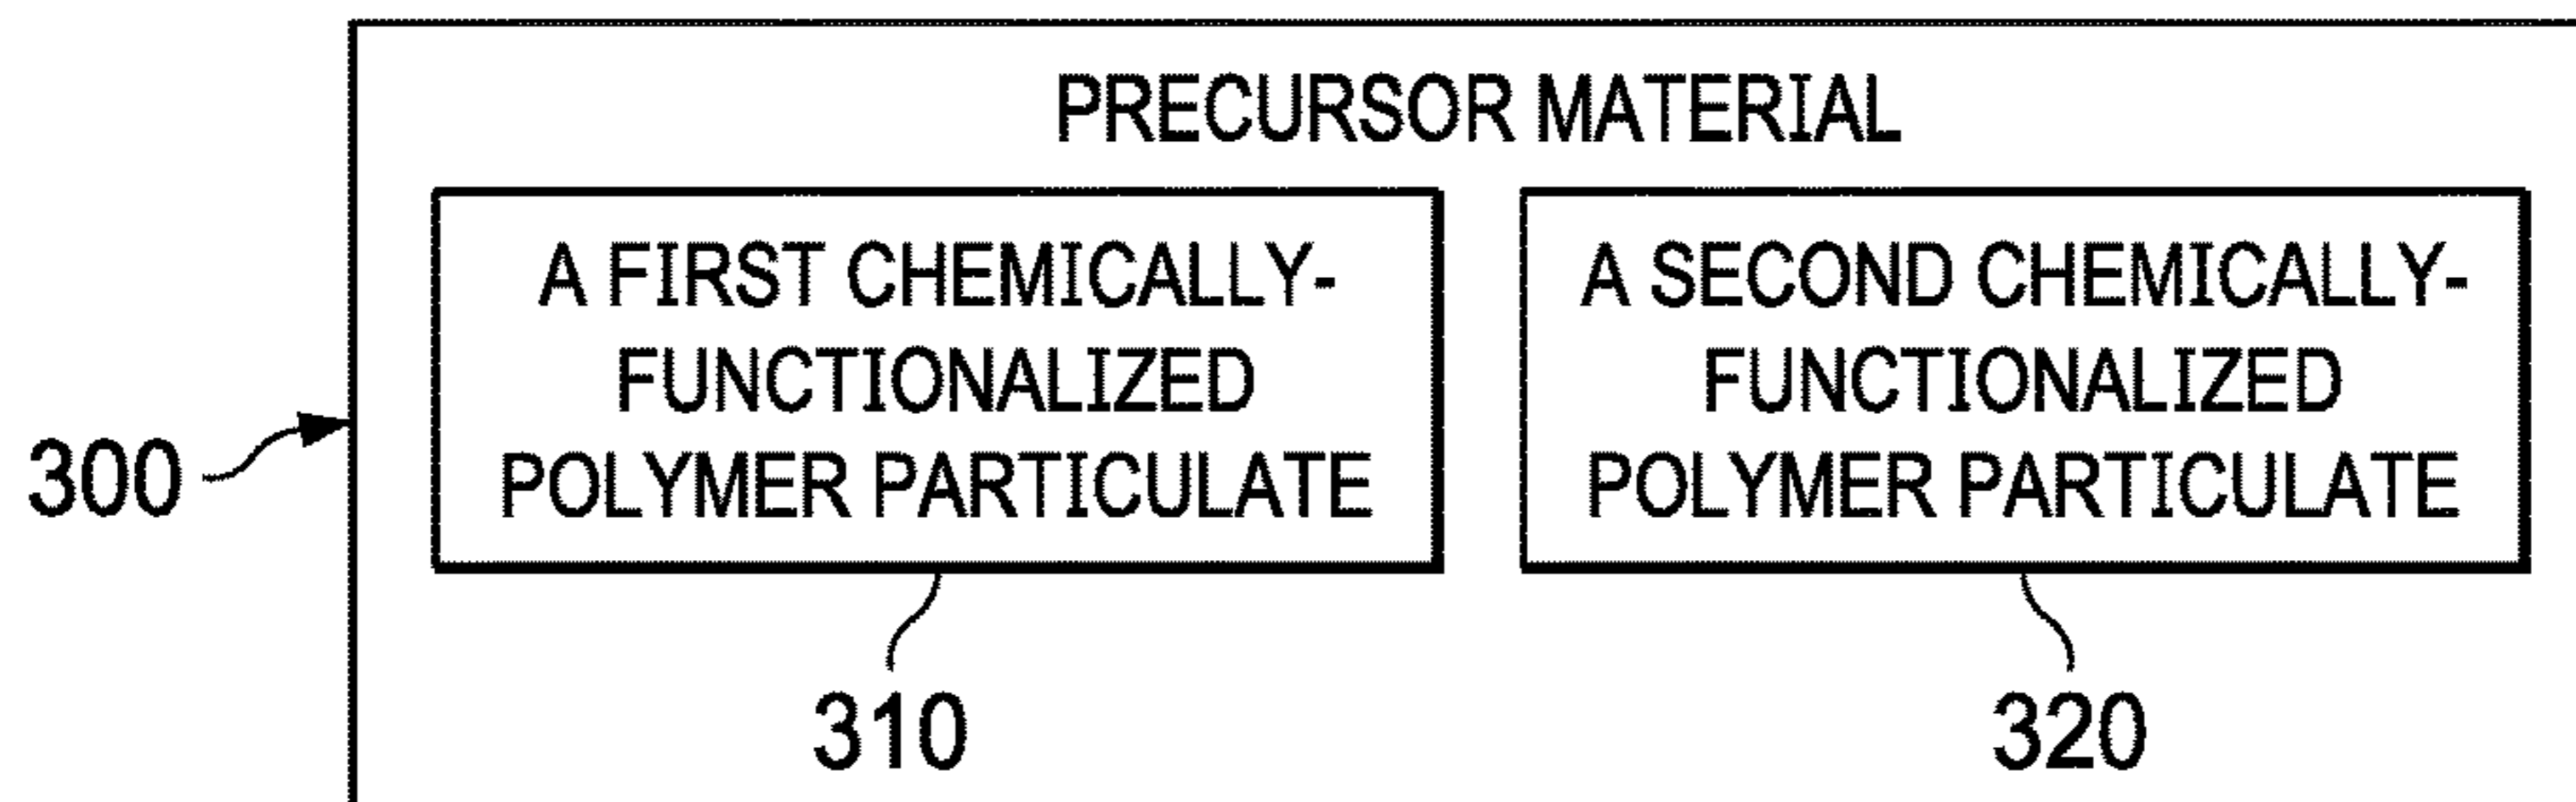 PRECURSOR MATERIAL
A FIRST CHEMICALLY-
FUNCTIONALIZED
POLYMER PARTICULATE
A SECOND CHEMICALLY-
FUNCTIONALIZED
POLYMER PARTICULATE
300
310
320